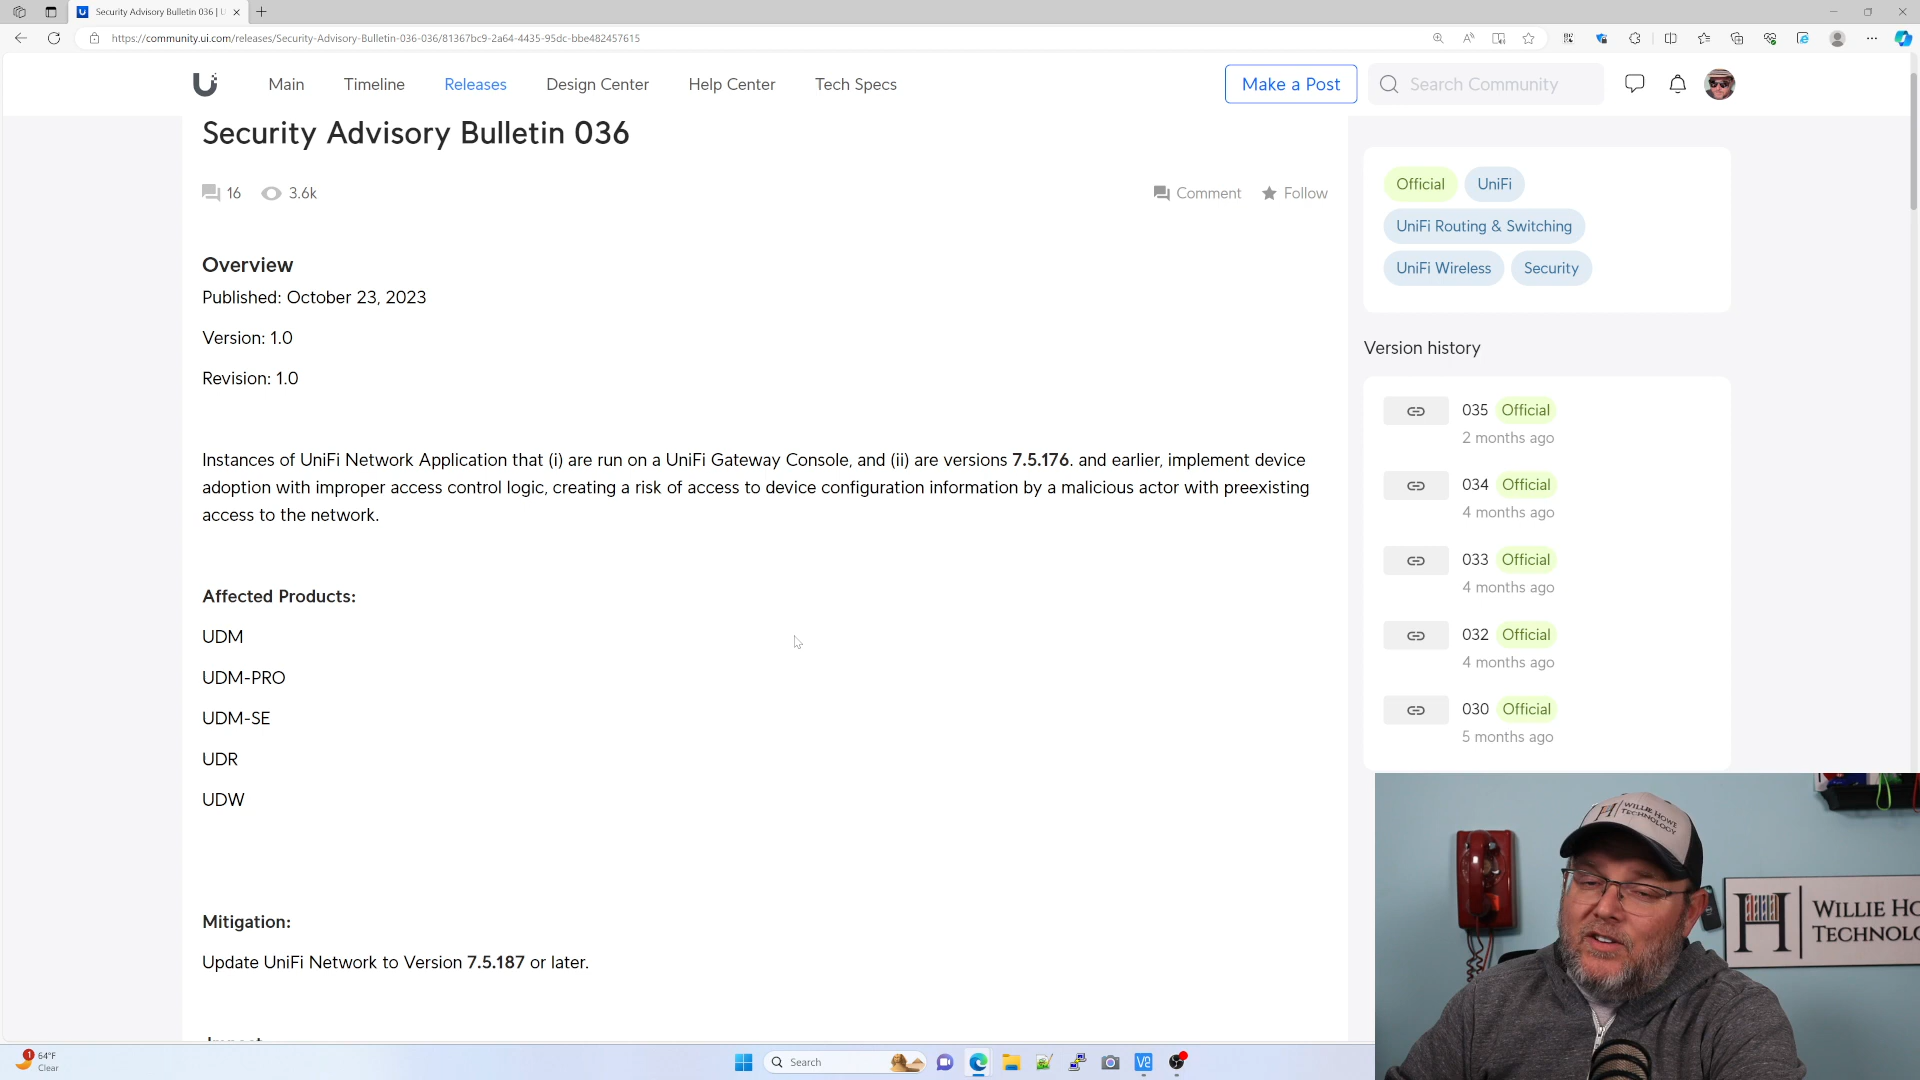 Security Advisory Bulletin 036 | U
https://community.ui.com/releases/Security-Advisory-Bulletin-036-036/81367bc9-2a64-4435-95dc-bbe482457615
Main
Timeline
Releases
Design Center
Help Center
Tech Specs
Make a Post
Search Community
Security Advisory Bulletin 036
16
3.6k
Comment
Follow
Overview
Published: October 23, 2023
Version: 1.0
Revision: 1.0
Instances of UniFi Network Application that (i) are run on a UniFi Gateway Console, and (ii) are versions 7.5.176. and earlier, implement device
adoption with improper access control logic, creating a risk of access to device configuration information by a malicious actor with preexisting
access to the network.
Affected Products:
UDM
UDM-PRO
UDM-SE
UDR
UDW
Mitigation:
Update UniFi Network to Version 7.5.187 or later.
Official
UniFi
UniFi Routing & Switching
UniFi Wireless
Security
Version history
035 Official
2 months ago
034 Official
4 months ago
033 Official
4 months ago
032 Official
4 months ago
030 Official
5 months ago
WILLIE HOWE
TECHNOLOGY
WILLIE HO
TECHNOLO
1
64°F
Clear
Search